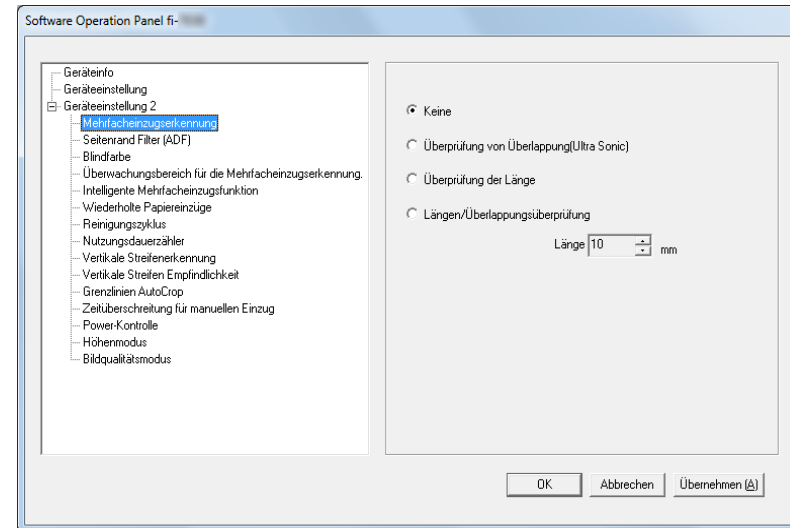 Software Operation Panel fi-
Geräteinfo
Geräteeinstellung
Geräteeinstellung 2
Mehrfacheinzugserkennung
Seitenrand Filter (ADF)
Blindfarbe
Überwachungsbereich für die Mehrfacheinzugserkennung.
Intelligente Mehrfacheinzugsfunktion
Wiederholte Papiereinzüge
Reinigungszyklus
Nutzungsdauerzähler
Vertikale Streifenerkennung
Vertikale Streifen Empfindlichkeit
Grenzlinien AutoCrop
Zeitüberschreitung für manuellen Einzug
Power-Kontrolle
Höhenmodus
Bildqualitätsmodus
Keine
Überprüfung von Überlappung(Ultra Sonic)
Überprüfung der Länge
Längen/Überlappungsüberprüfung
Länge 10 mm
OK Abbrechen Übernehmen (A)